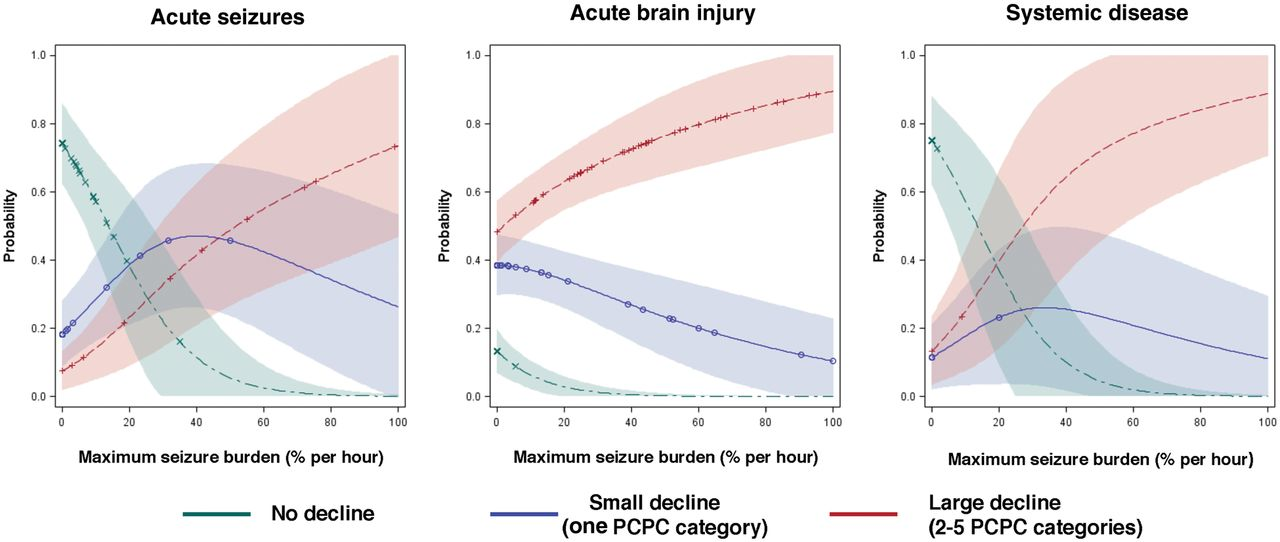 Acute seizures
Acute brain injury
Systemic disease
Probability
1.0
0.8
0.6
0.4
0.2
0.0
0 20 40 60 80 100
Maximum seizure burden (% per hour)
Probability
1.0
0.8
0.6
0.4
0.2
0.0
0 20 40 60 80 100
Maximum seizure burden (% per hour)
Probability
1.0
0.8
0.6
0.4
0.2
0.0
0 20 40 60 80 100
Maximum seizure burden (% per hour)
No decline
Small decline
(one PCPC category)
Large decline
(2-5 PCPC categories)